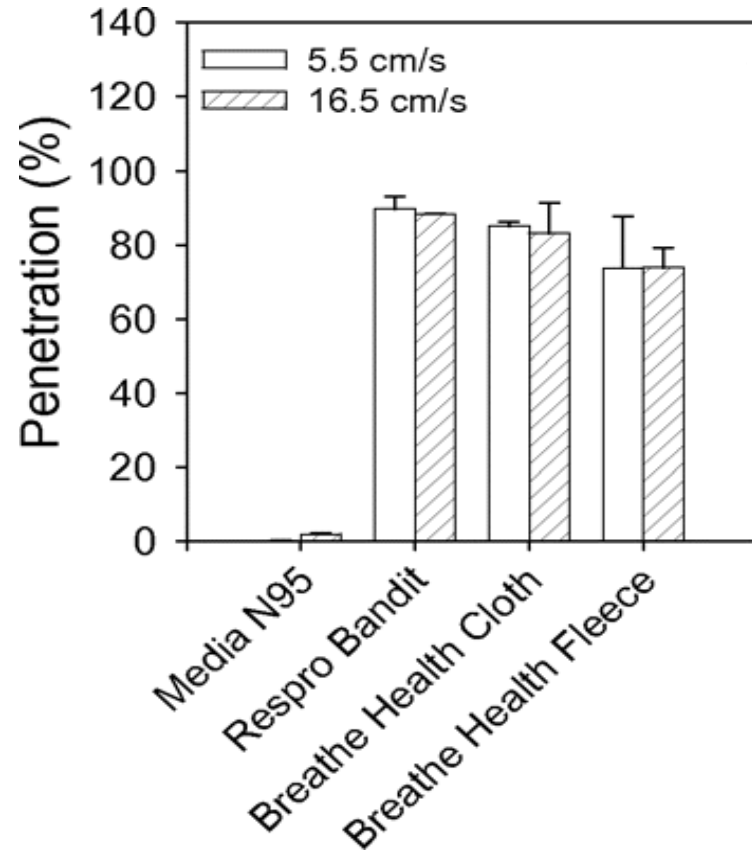 140
120
100
80
60
40
20
0
Penetration (%)
5.5 cm/s
16.5 cm/s
Media N95
Respro Bandit
Breathe Health Cloth
Breathe Health Fleece